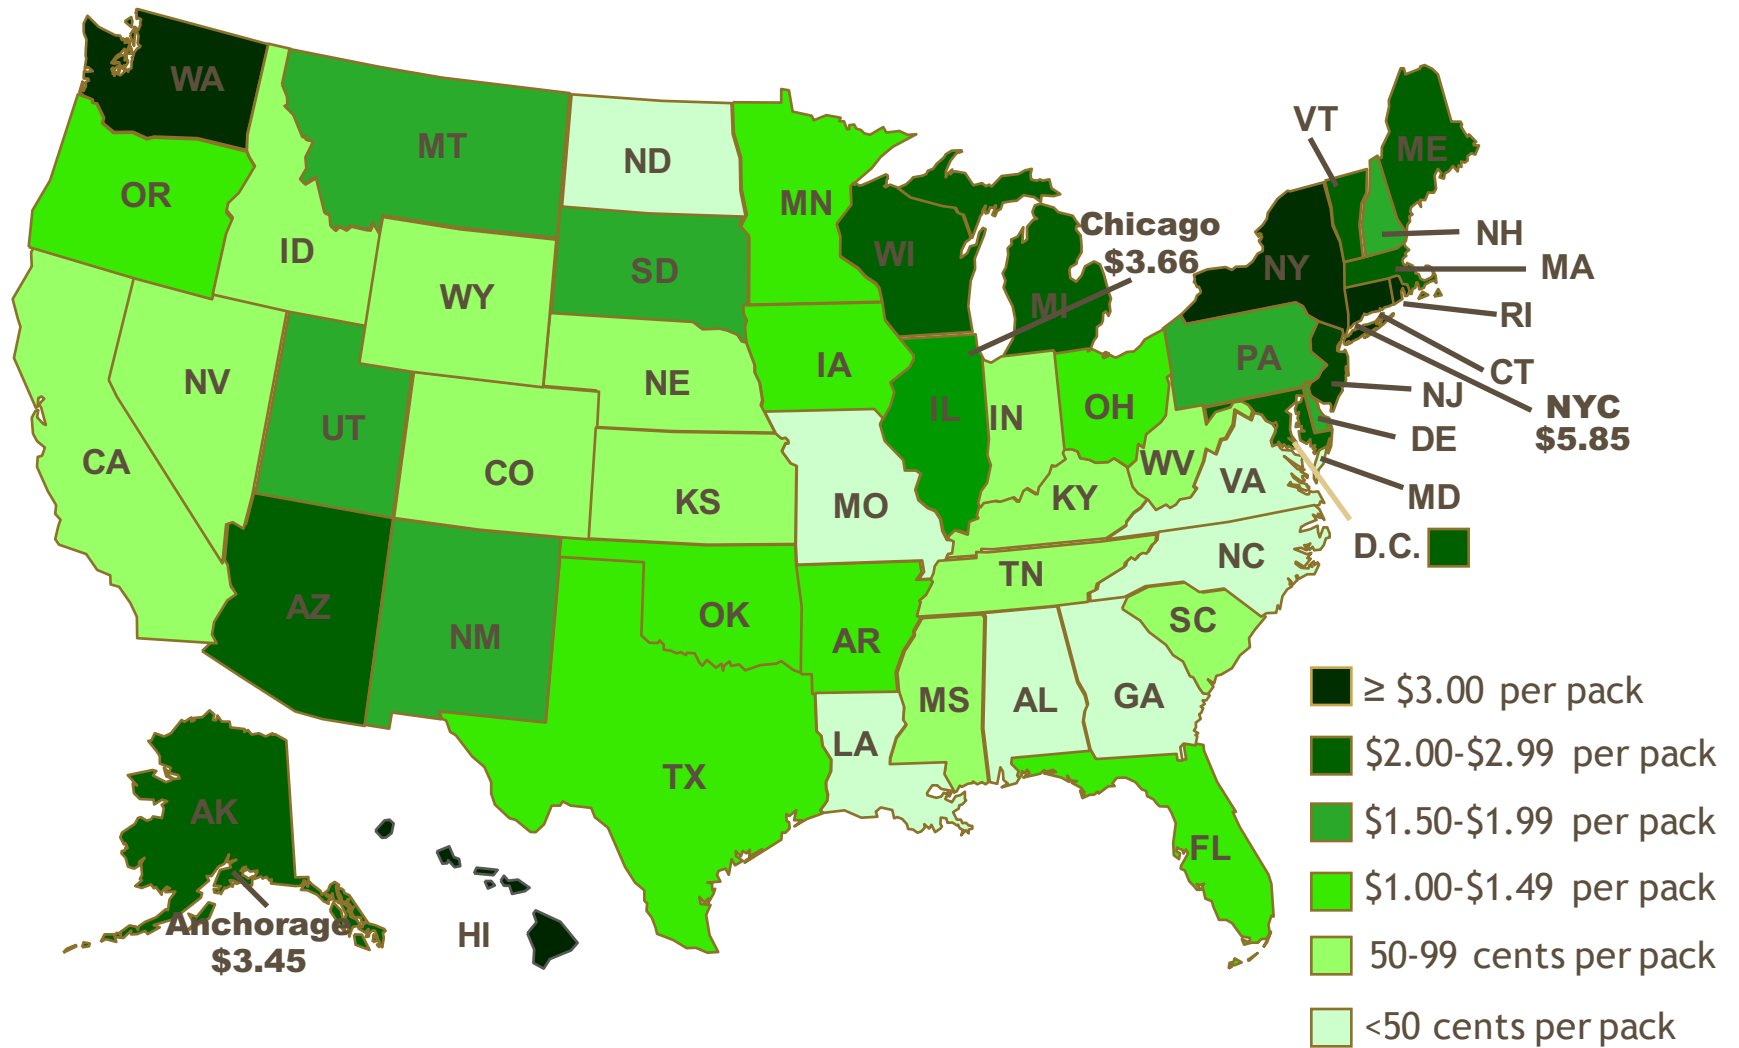 WA
MT
ND
MN
VT
ME
OR
ID
WY
SD
WI
Chicago
$3.66
MI
NY
NH
MA
RI
CT
NYC
$5.85
NJ
DE
MD
D.C.
NV
UT
CA
CO
NE
IA
IL
IN
OH
PA
WV
VA
KS
MO
KY
NC
TN
SC
AZ
NM
OK
AR
MS
AL
GA
LA
TX
FL
AK
Anchorage
$3.45
HI
≥ $3.00 per pack
$2.00-$2.99 per pack
$1.50-$1.99 per pack
$1.00-$1.49 per pack
50-99 cents per pack
<50 cents per pack